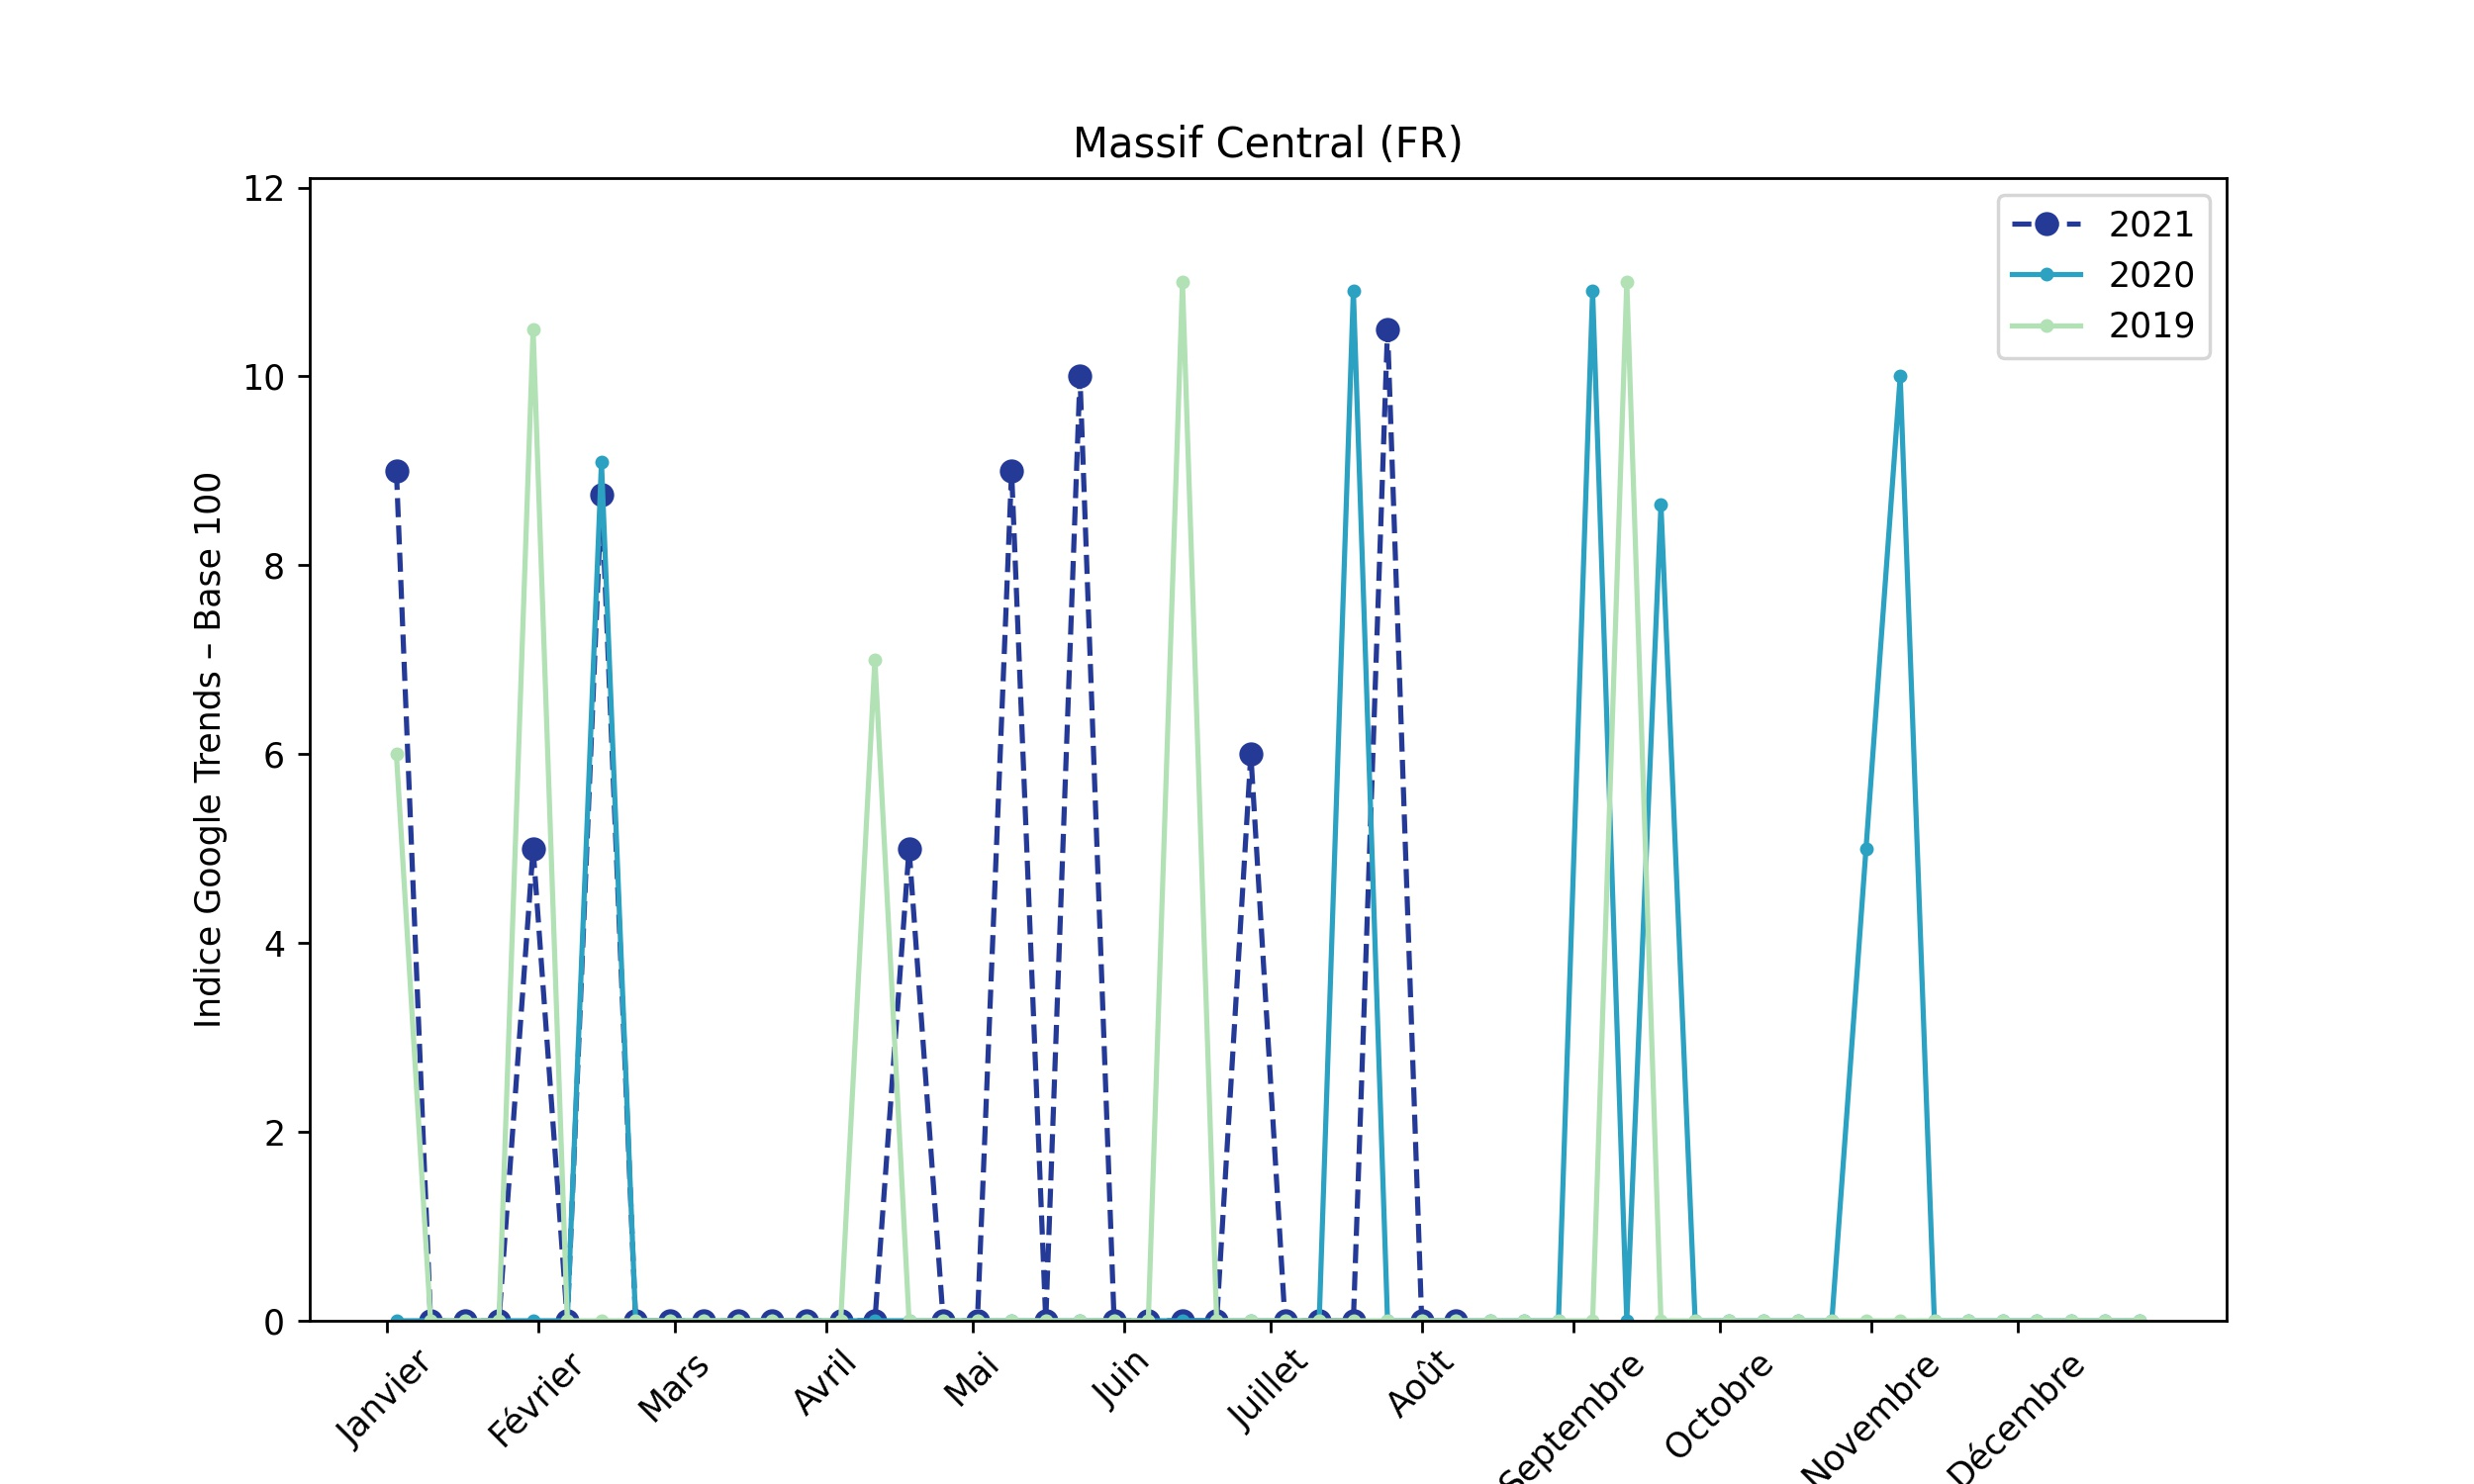 Massif Central (FR)
12
10
8
6
4
2
0
Indice Google Trends – Base 100
2021
2020
2019
Janvier
Février
Mars
Avril
Mai
Juin
Juillet
Août
Septembre
Octobre
Novembre
Décembre